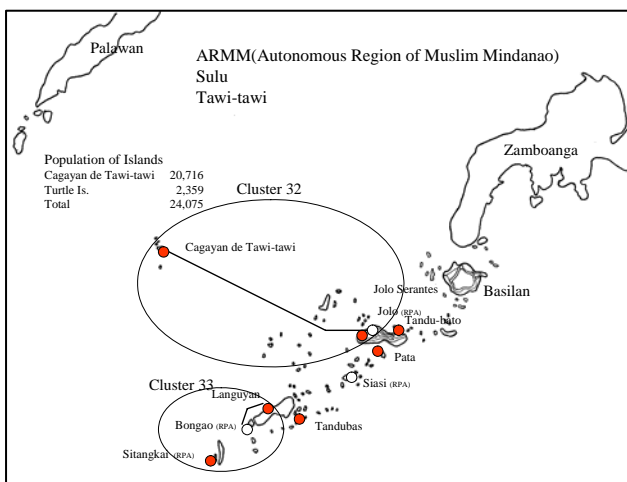 Palawan
ARMM(Autonomous Region of Muslim Mindanao)
Sulu
Tawi-tawi
Zamboanga
Population of Islands
Cagayan de Tawi-tawi 20,716
Turtle Is. 2,359
Total 24,075
Cluster 32
Cagayan de Tawi-tawi
Jolo Serantes
Basilan
Jolo (RPA)
Tandu-bato
Pata
Siasi (RPA)
Cluster 33
Languyan
Bongao (RPA)
Tandubas
Sitangkai (RPA)